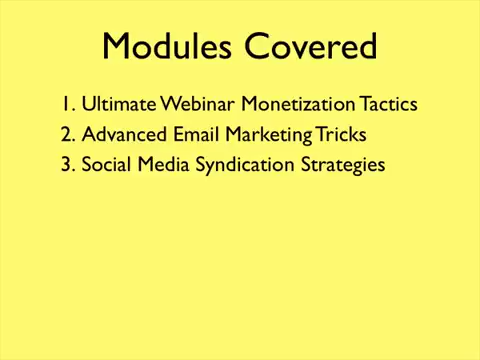 Modules Covered
1. Ultimate Webinar Monetization Tactics
2. Advanced Email Marketing Tricks
3. Social Media Syndication Strategies